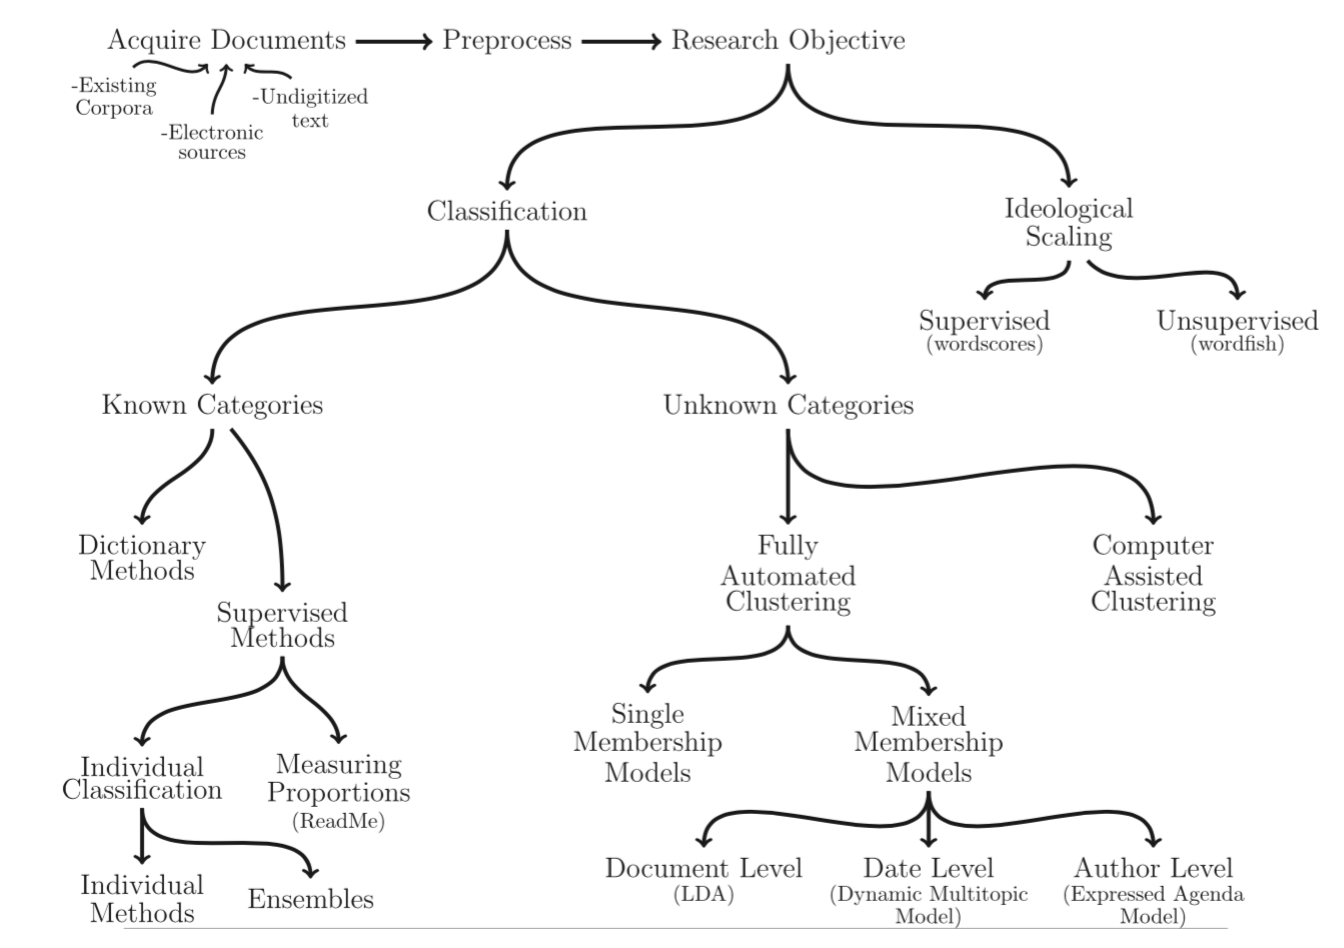 Acquire Documents
Preprocess
Research Objective
-Existing
Corpora
-Electronic
sources
-Undigitized
text
Classification
Ideological
Scaling
Supervised
(wordscores)
Unsupervised
(wordfish)
Known Categories
Unknown Categories
Dictionary
Methods
Supervised
Methods
Fully
Automated
Clustering
Computer
Assisted
Clustering
Individual
Classification
Measuring
Proportions
(ReadMe)
Single
Membership
Models
Mixed
Membership
Models
Individual
Methods
Ensembles
Document Level
(LDA)
Date Level
(Dynamic Multitopic
Model)
Author Level
(Expressed Agenda
Model)